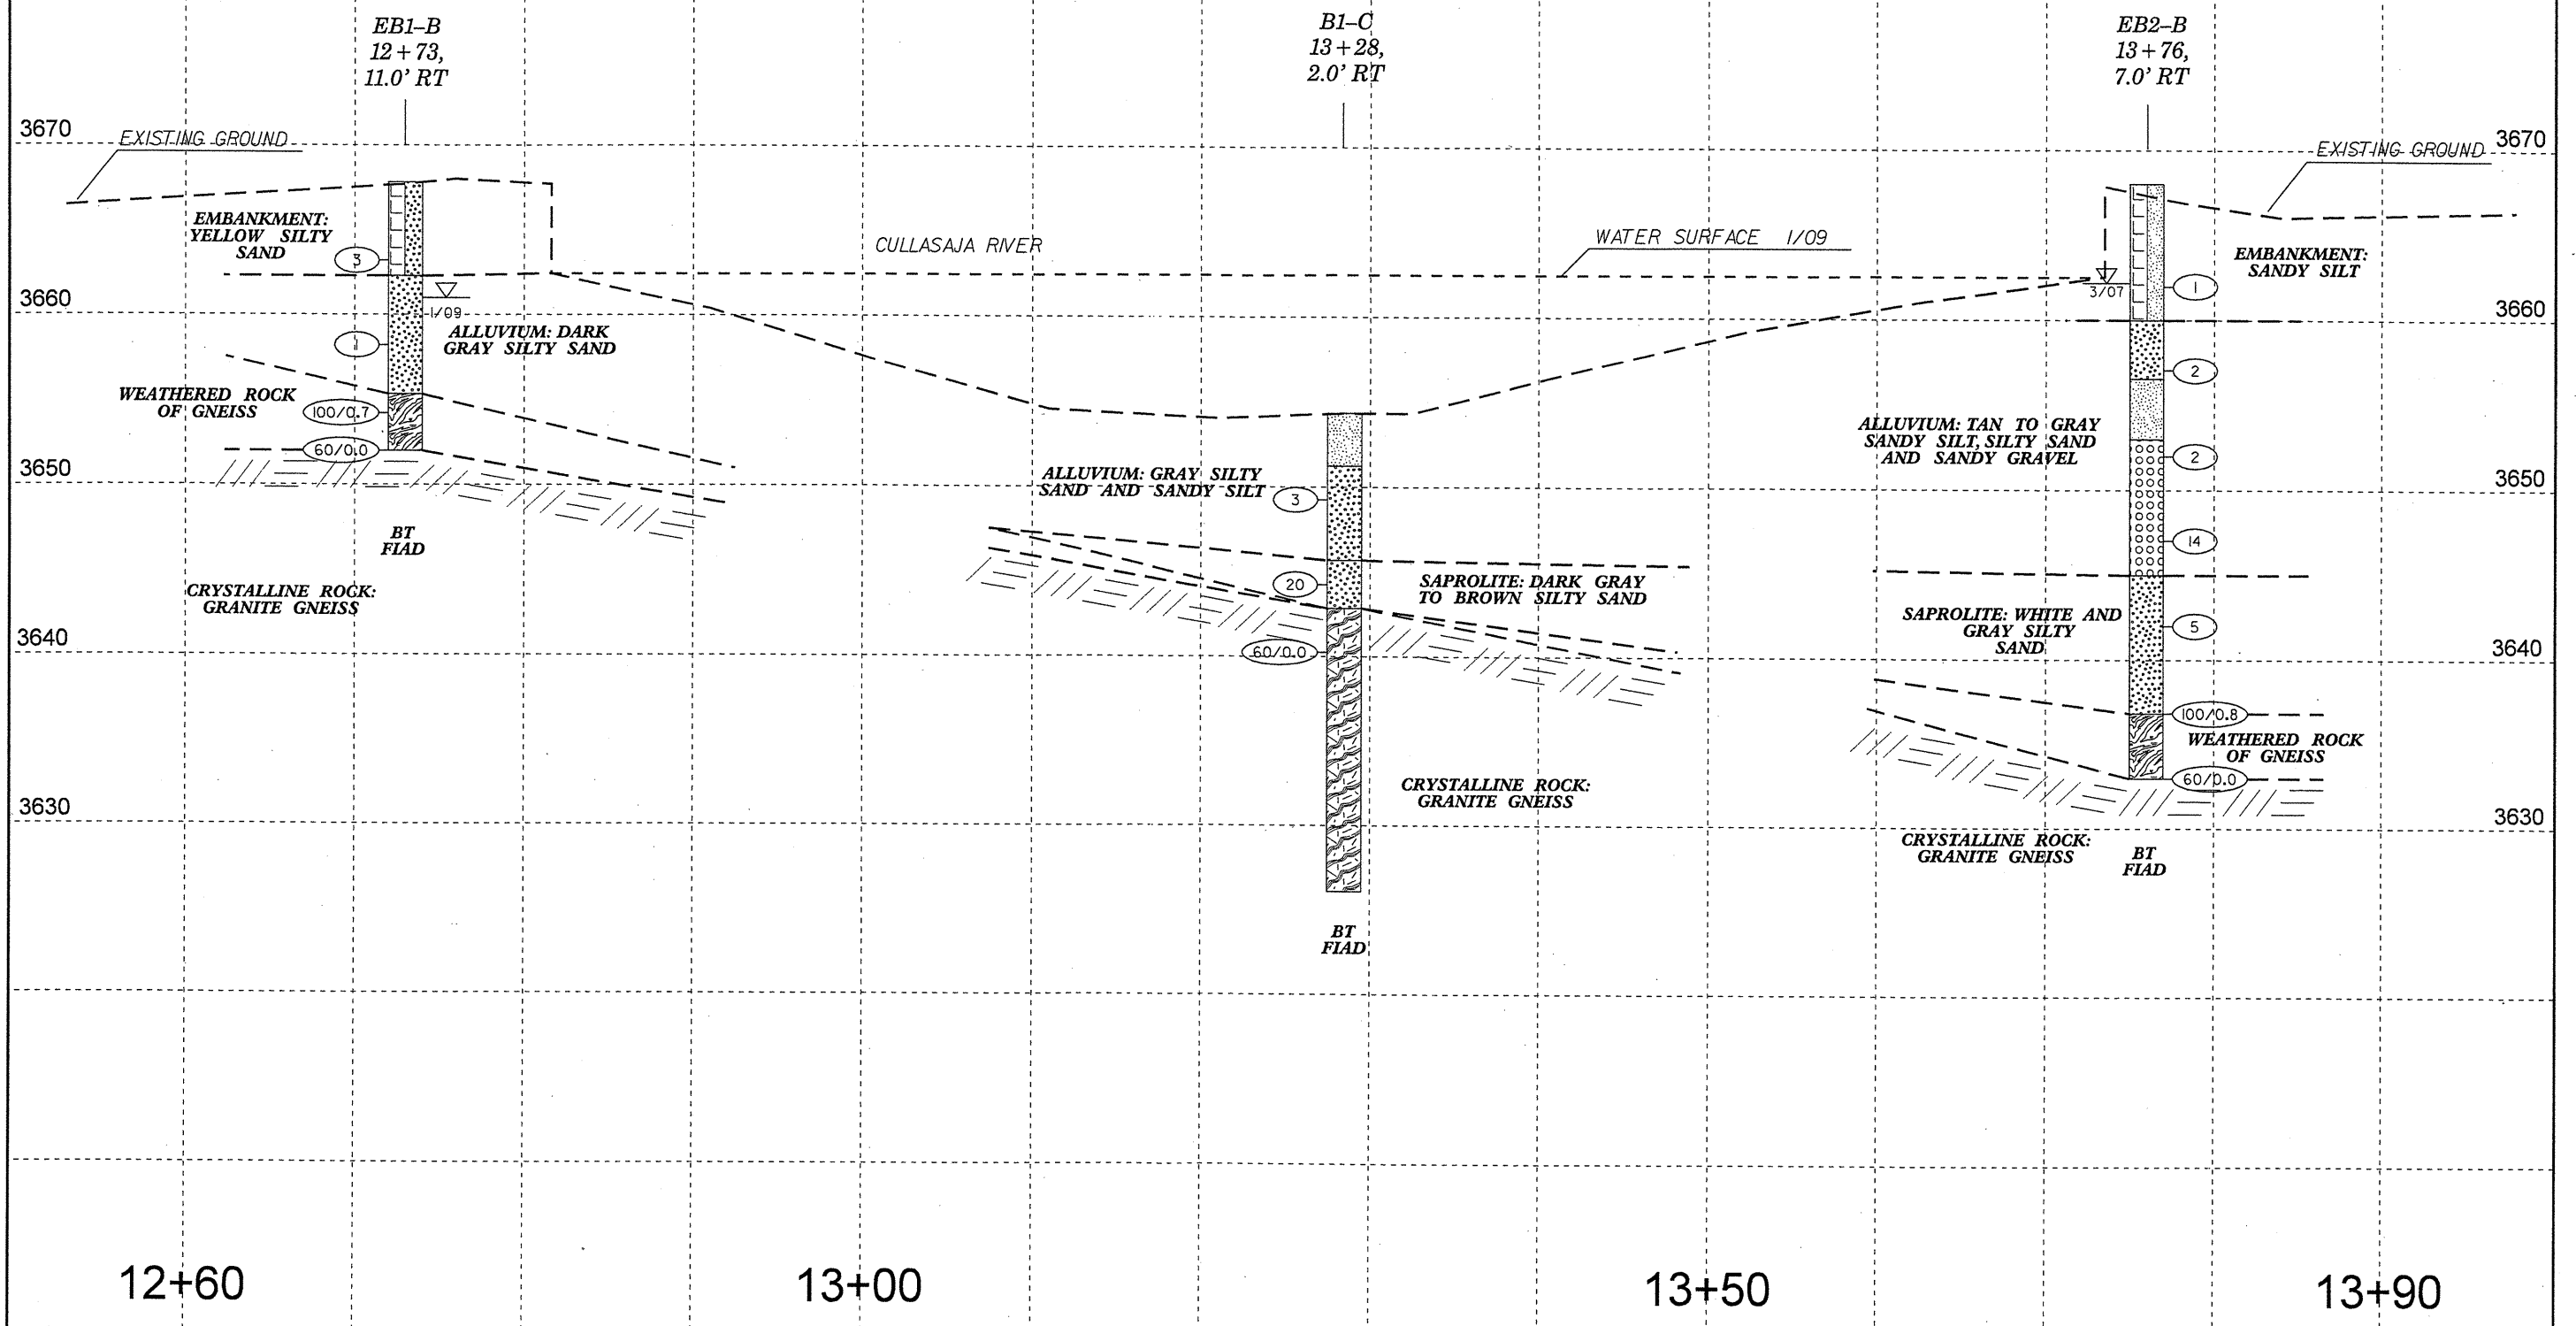 EB1-B
12+73,
11.0' RT
B1-C
13+28,
2.0' RT
EB2-B
13+76,
7.0' RT
3670
EXISTING GROUND
EXISTING GROUND
3670
EMBANKMENT:
YELLOW SILTY
SAND
3
CULLASAJA RIVER
WATER SURFACE 1/09
EMBANKMENT:
SANDY SILT
3/07
1
3660
1/09
3660
1
ALLUVIUM: DARK
GRAY SILTY SAND
2
WEATHERED ROCK
OF GNEISS
100/0.7
60/0.0
ALLUVIUM: TAN TO GRAY
SANDY SILT, SILTY SAND
AND SANDY GRAVEL
2
3650
ALLUVIUM: GRAY SILTY
SAND AND SANDY SILT
3
3650
BT
FIAD
14
CRYSTALLINE ROCK:
GRANITE GNEISS
20
SAPROLITE: DARK GRAY
TO BROWN SILTY SAND
SAPROLITE: WHITE AND
GRAY SILTY
SAND
5
3640
60/0.0
3640
100/0.8
WEATHERED ROCK
OF GNEISS
60/0.0
CRYSTALLINE ROCK:
GRANITE GNEISS
3630
3630
CRYSTALLINE ROCK:
GRANITE GNEISS
BT
FIAD
BT
FIAD
12+60
13+00
13+50
13+90